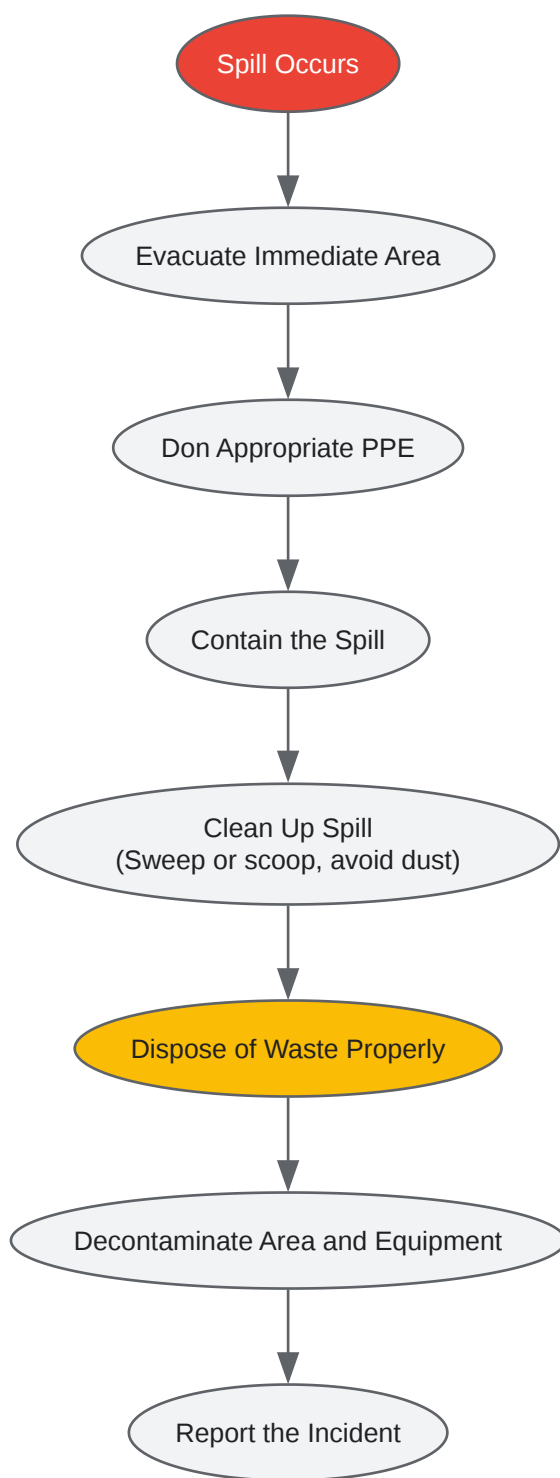 Spill Occurs
Evacuate Immediate Area
Don Appropriate PPE
Contain the Spill
Clean Up Spill
(Sweep or scoop, avoid dust)
Dispose of Waste Properly
Decontaminate Area and Equipment
Report the Incident